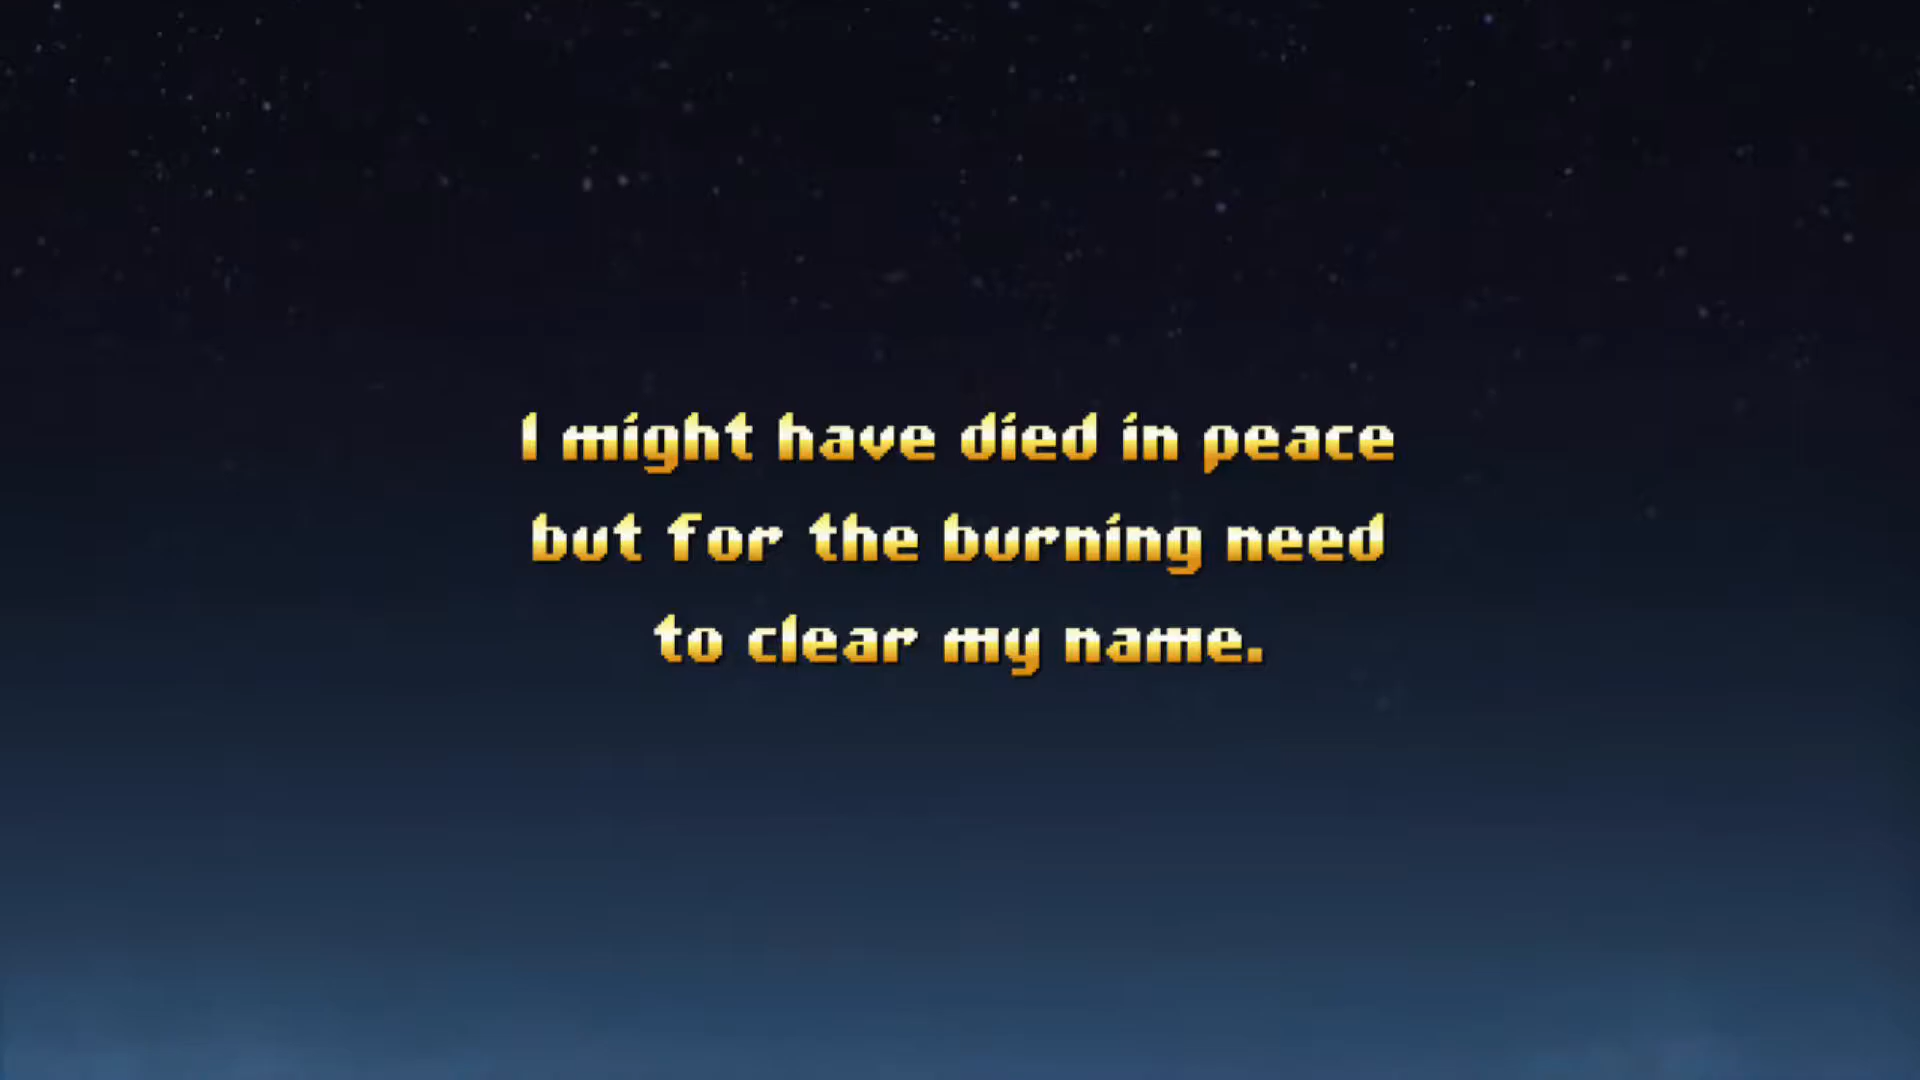 I might have died in peace
but for the burning need
to clear my name.